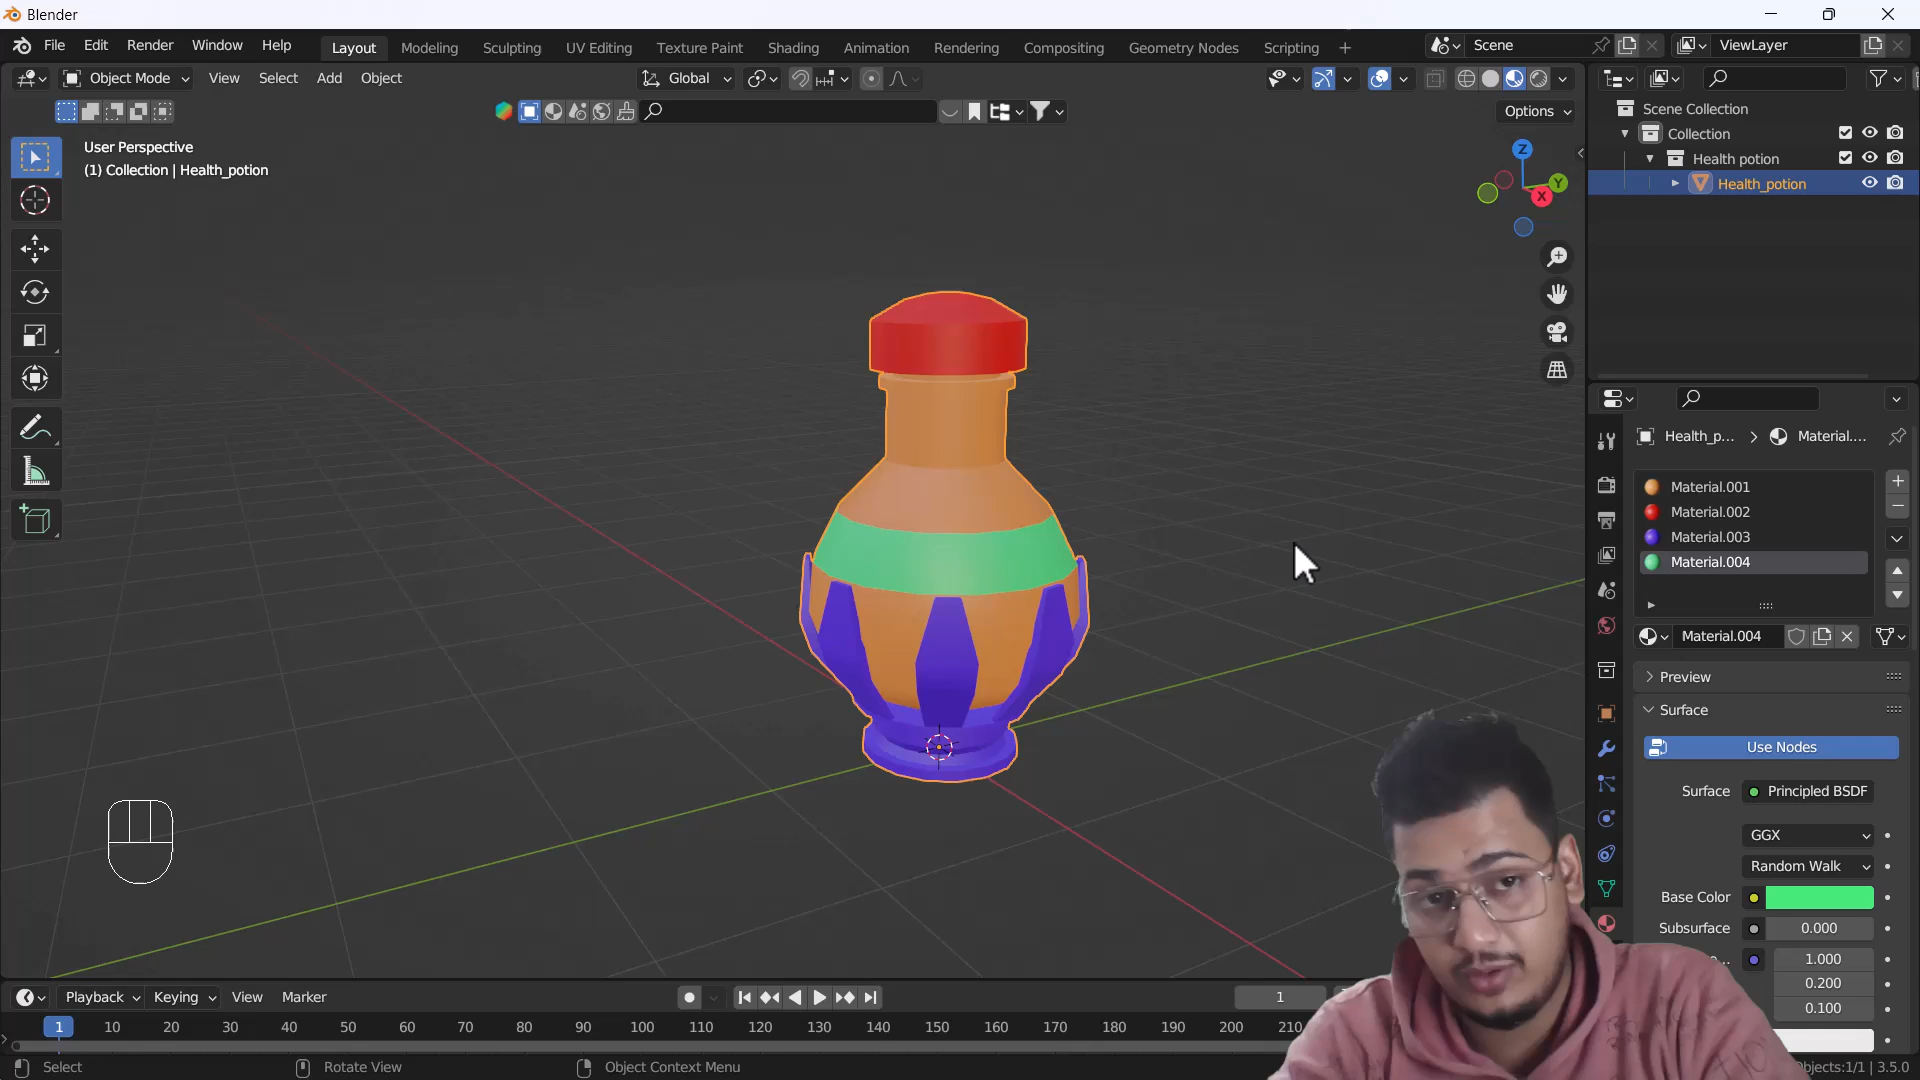 Blender
File Edit Render Window Help Layout Modeling Sculpting UV Editing Texture Paint Shading Animation Rendering Compositing Geometry Nodes Scripting + Scene ViewLayer
Object Mode View Select Add Object Global
Options
User Perspective
(1) Collection | Health_potion
Z
Y
X
Scene Collection
Collection
Health potion
Health_potion
Health_p... > Material....
Material.001
Material.002
Material.003
Material.004
Material.004
Preview
Surface
Use Nodes
Surface Principled BSDF
GGX
Random Walk
Base Color
Subsurface 0.000
1.000
0.200
0.100
Playback Keying View Marker 1
1 10 20 30 40 50 60 70 80 90 100 110 120 130 140 150 160 170 180 190 200 210
Select Rotate View Object Context Menu bjects:1/1 | 3.5.0